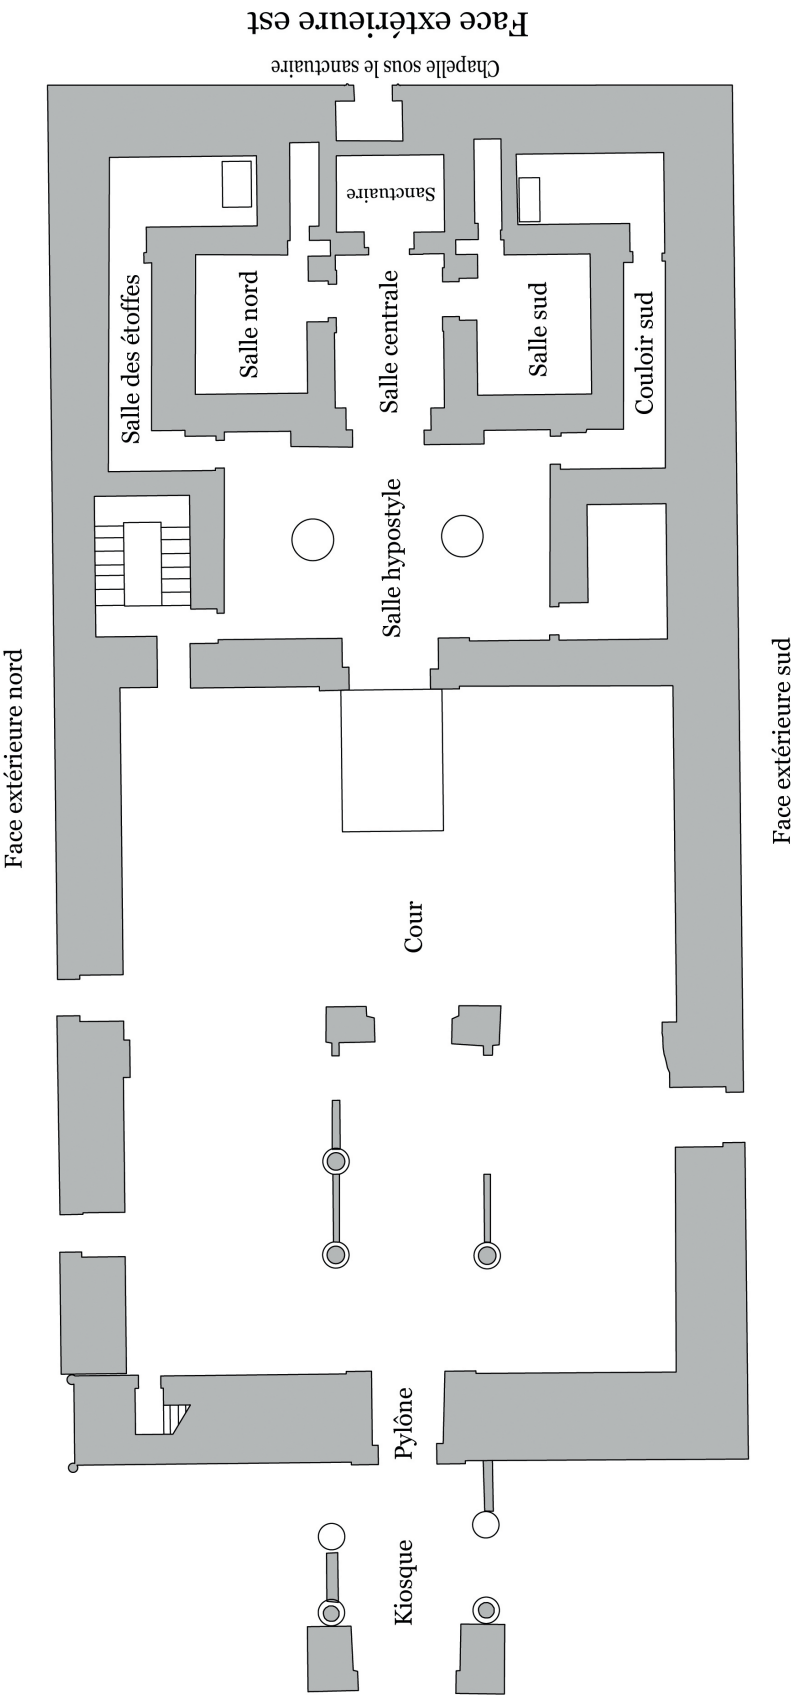 Face extérieure est
Chapelle sous le sanctuaire
Sanctuaire
Salle des étoffes
Salle nord
Salle centrale
Salle sud
Couloir sud
Salle hypostyle
Face extérieure nord
Face extérieure sud
Cour
Pylône
Kiosque